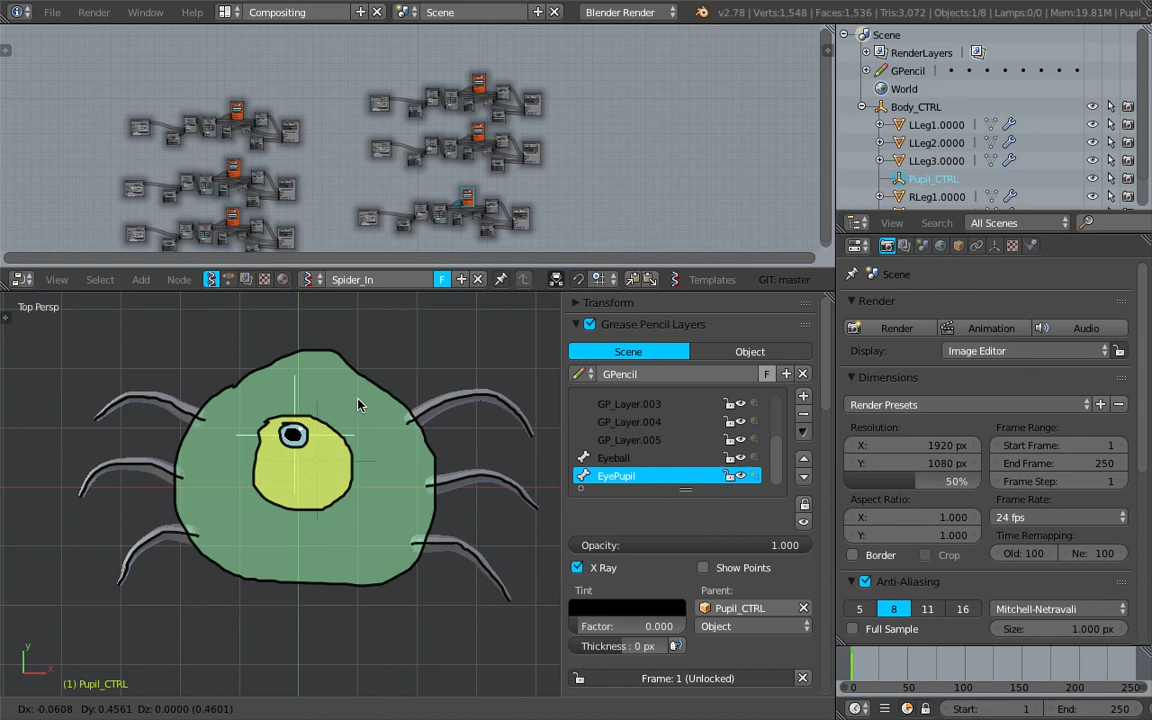 File Render Window Help Compositing Scene Blender Render v2.78 | Verts:1,548 | Faces:1,536 | Tris:3,072 | Objects:1/8 | Lamps:0/0 | Mem:19.81M | Pupil_C
Scene
RenderLayers
GPencil
World
Body_CTRL
LLeg1.0000
LLeg2.0000
LLeg3.0000
Pupil_CTRL
RLeg1.0000
View Search All Scenes
View Select Add Node Spider_In F Templates GIT: master
Scene
Render
Render Animation Audio
Display: Image Editor
Dimensions
Render Presets
Resolution:
X: 1920 px
Y: 1080 px
50%
Frame Range:
Start Frame: 1
End Frame: 250
Frame Step: 1
Aspect Ratio:
X: 1.000
Y: 1.000
Frame Rate:
24 fps
Time Remapping:
Border Crop Old: 100 Ne: 100
Anti-Aliasing
5 8 11 16 Mitchell-Netravali
Full Sample Size: 1.000 px
0 50 100 150 200 250
View Start: 1 End: 250
Top Persp
y
x
(1) Pupil_CTRL
Dx: -0.0608 Dy: 0.4561 Dz: 0.0000 (0.4601)
Transform
Grease Pencil Layers
Scene Object
GPencil F
GP_Layer.003
GP_Layer.004
GP_Layer.005
Eyeball
EyePupil
Opacity: 1.000
X Ray Show Points
Tint Parent:
Pupil_CTRL
Factor: 0.000 Object
Thickness: 0 px
Frame: 1 (Unlocked)